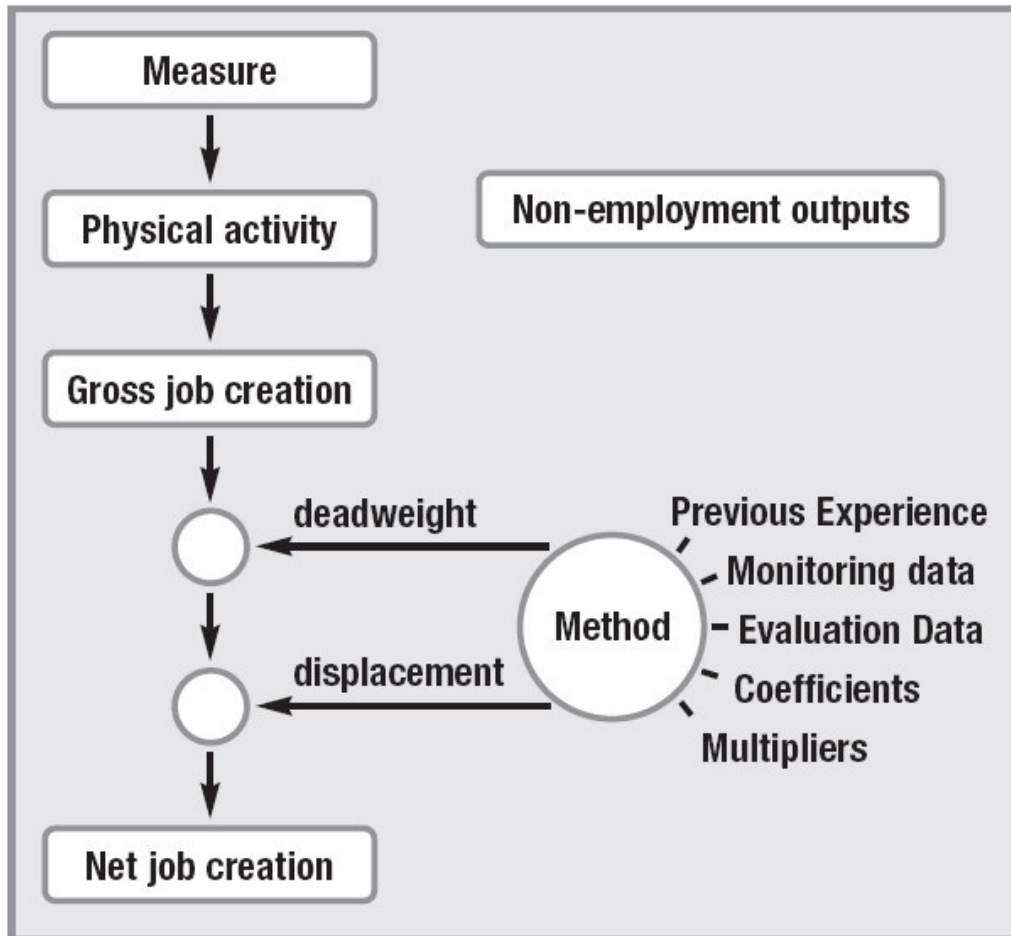 Measure
Physical activity
Non-employment outputs
Gross job creation
deadweight
displacement
Method
Previous Experience
Monitoring data
Evaluation Data
Coefficients
Multipliers
Net job creation